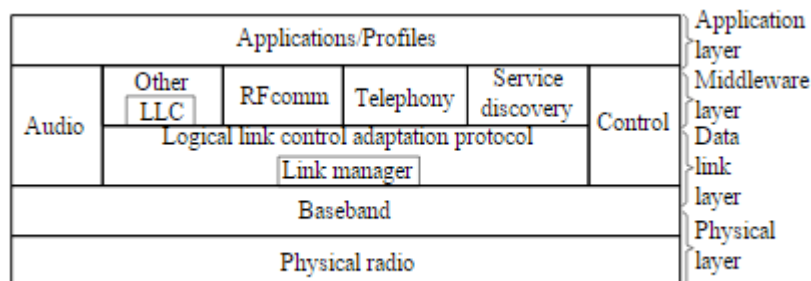 Applications/Profiles
Application
layer
Audio
Other
LLC
RFcomm
Telephony
Service
discovery
Control
Middleware
layer
Logical link control adaptation protocol
Link manager
Data
link
layer
Baseband
Physical radio
Physical
layer